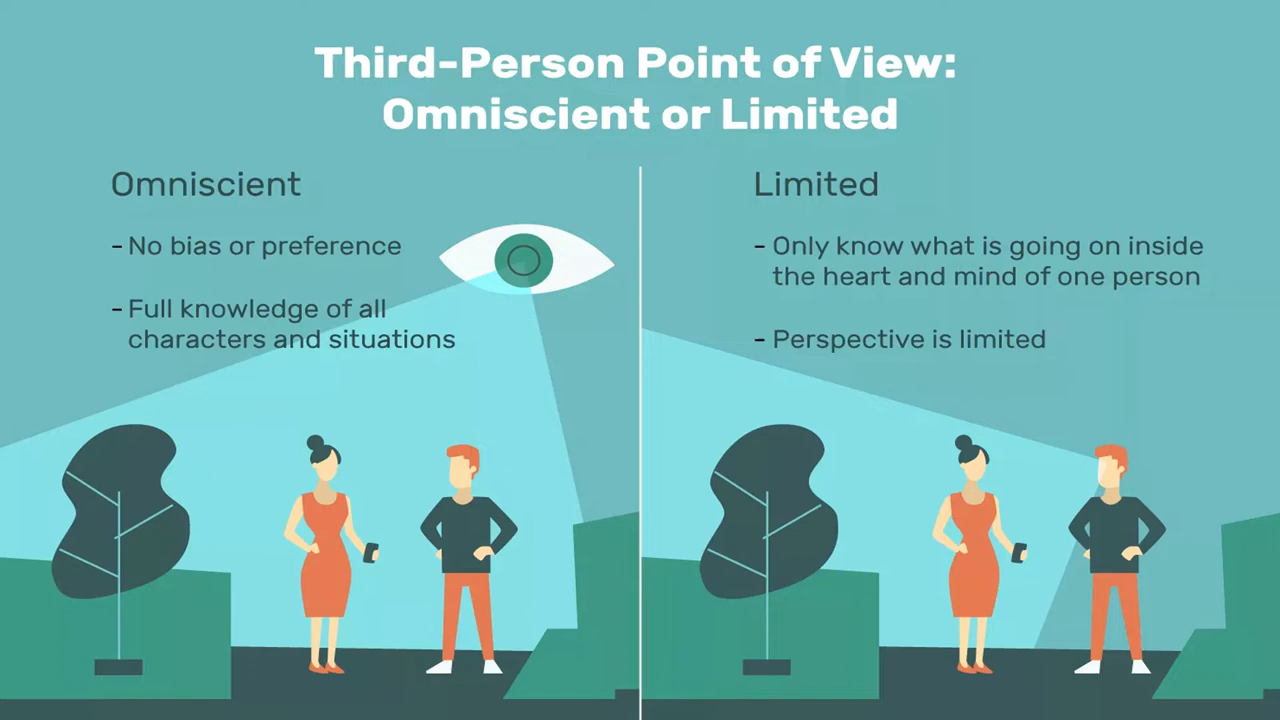 Third-Person Point of View:
Omniscient or Limited
Omniscient
- No bias or preference
- Full knowledge of all
characters and situations
Limited
- Only know what is going on inside
the heart and mind of one person
- Perspective is limited